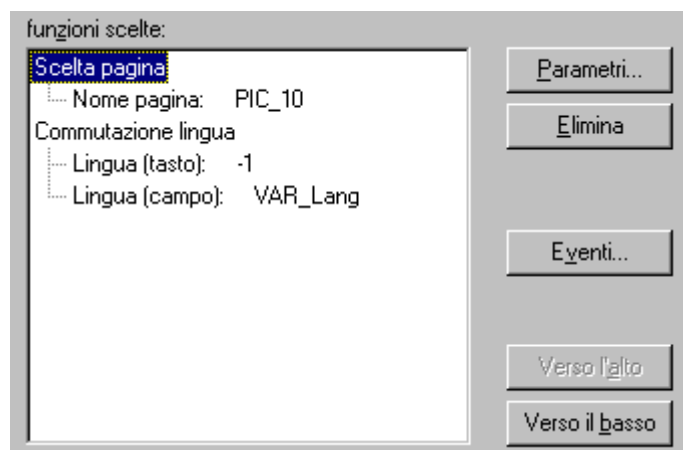 funzioni scelte:
Scelta pagina
Nome pagina: PIC_10
Commutazione lingua
Lingua (tasto): -1
Lingua (campo): VAR_Lang
Parametri...
Elimina
Eventi...
Verso l'alto
Verso il basso